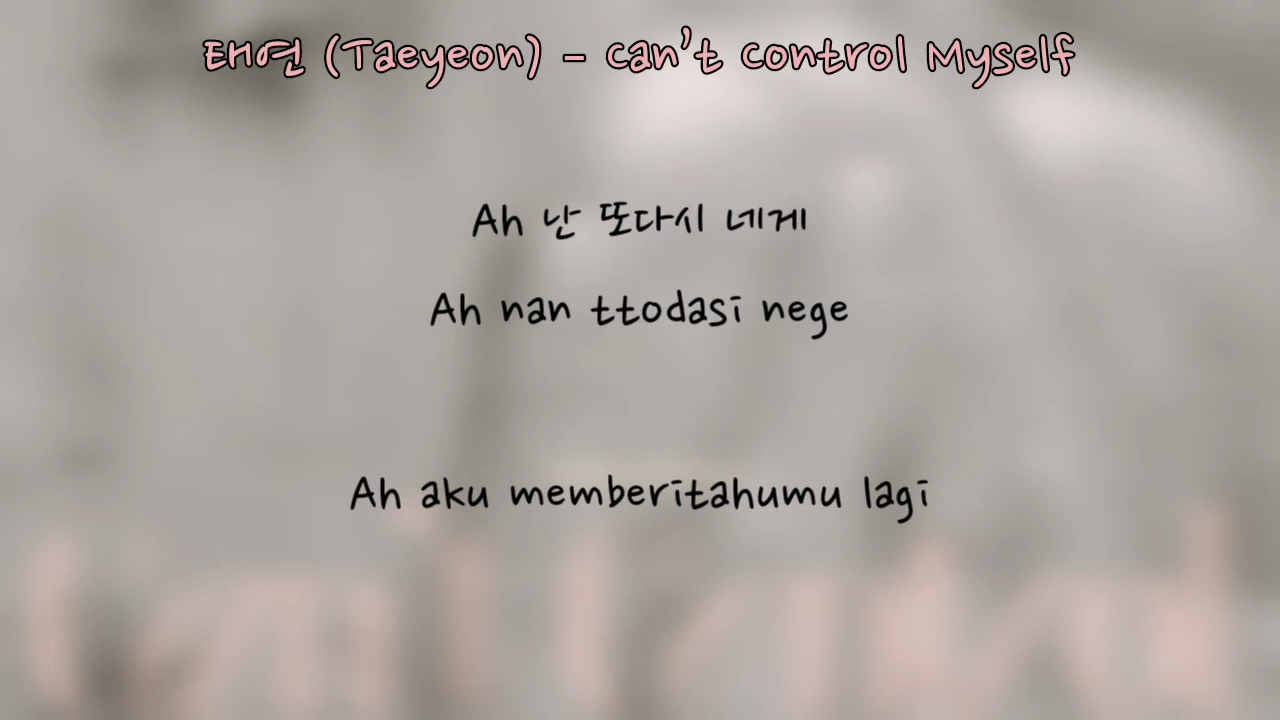 태연 (Taeyeon) - Can't Control Myself
Ah 난 또다시 네게
Ah nan ttodasi nege
Ah aku memberitahumu lagi